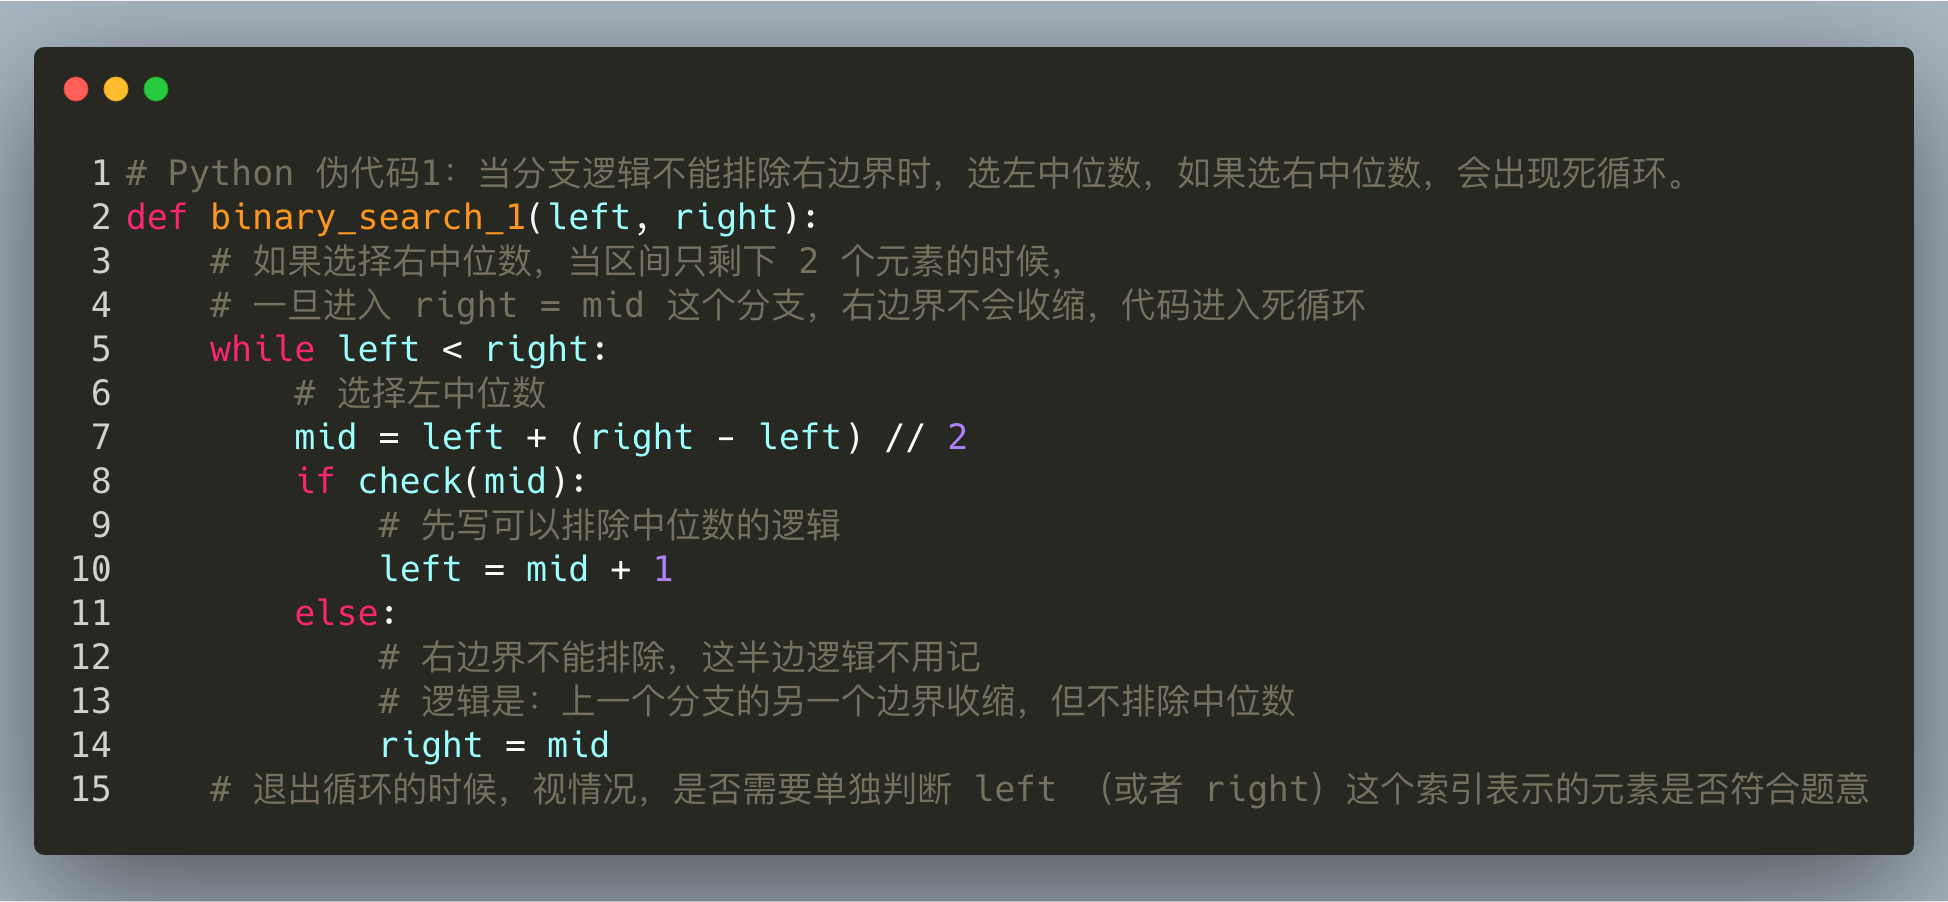 1 # Python 伪代码1：当分支逻辑不能排除右边界时，选左中位数，如果选右中位数，会出现死循环。
2 def binary_search_1(left, right):
3     # 如果选择右中位数，当区间只剩下 2 个元素的时候，
4     # 一旦进入 right = mid 这个分支，右边界不会收缩，代码进入死循环
5     while left < right:
6         # 选择左中位数
7         mid = left + (right - left) // 2
8         if check(mid):
9             # 先写可以排除中位数的逻辑
10             left = mid + 1
11         else:
12             # 右边界不能排除，这半边逻辑不用记
13             # 逻辑是：上一个分支的另一个边界收缩，但不排除中位数
14             right = mid
15     # 退出循环的时候，视情况，是否需要单独判断 left （或者 right）这个索引表示的元素是否符合题意